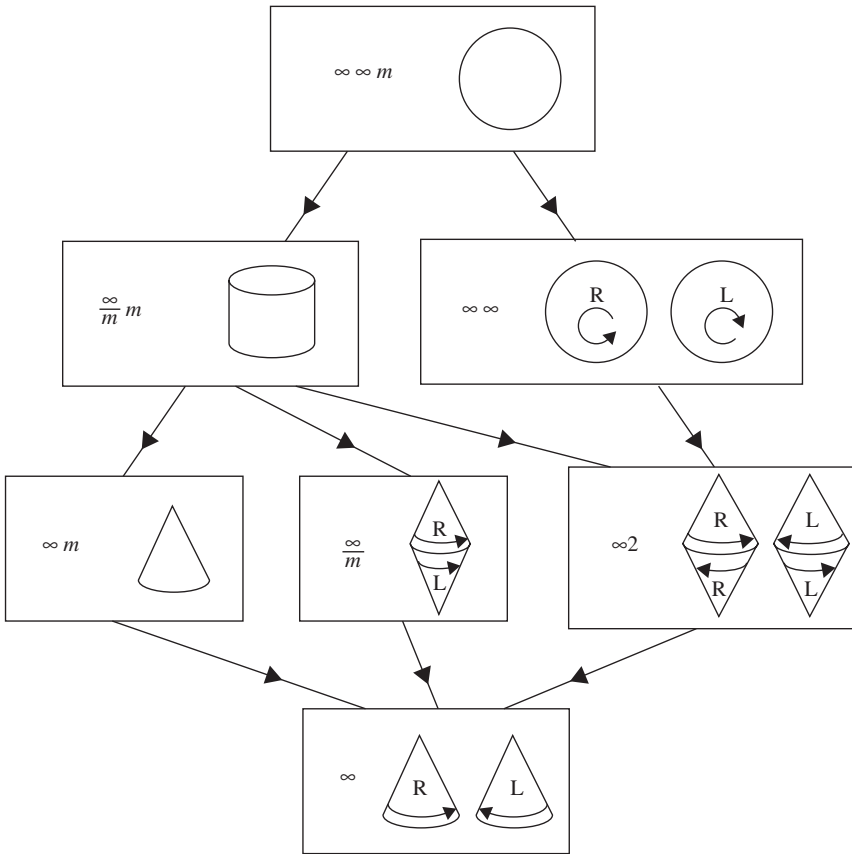 ∞ ∞ m
∞/m m
∞ ∞ R L
∞ m
∞/m R L
∞2 R L R L
∞ R L